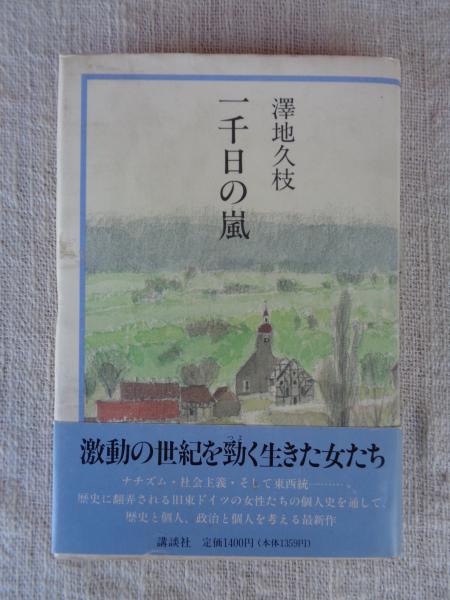 澤地久枝
一千日の嵐
激動の世紀を勁く生きた女たち
つよ
ナチズム・社会主義・そして東西統一………。
歴史に翻弄される旧東ドイツの女性たちの個人史を通して、
歴史と個人、政治と個人を考える最新作
講談社 定価1400円(本体1359円)